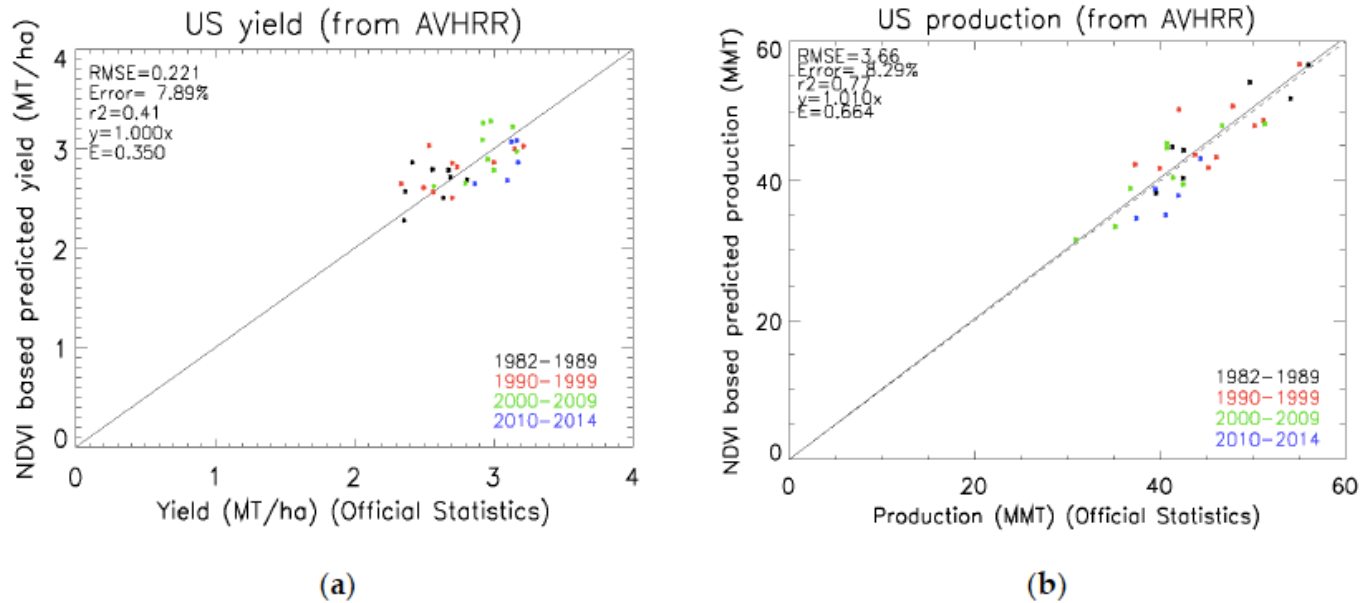 US yield (from AVHRR)
NDVI based predicted yield (MT/ha)
4
3
2
1
0
RMSE=0.221
Error= 7.89%
r2=0.41
y=1.000x
E=0.350
1982-1989
1990-1999
2000-2009
2010-2014
0 1 2 3 4
Yield (MT/ha) (Official Statistics)
(a)
US production (from AVHRR)
NDVI based predicted production (MMT)
60
40
20
0
RMSE=3.66
Error= 8.29%
r2=0.77
y=1.010x
E=0.664
1982-1989
1990-1999
2000-2009
2010-2014
0 20 40 60
Production (MMT) (Official Statistics)
(b)